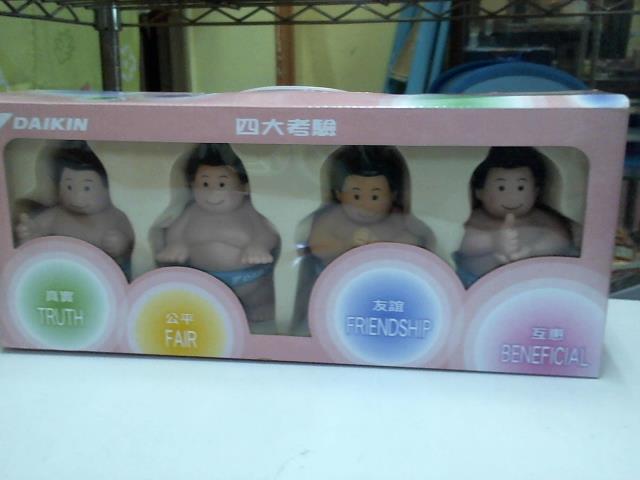 DAIKIN
四大考驗
真實
TRUTH
公平
FAIR
友誼
FRIENDSHIP
互惠
BENEFICIAL